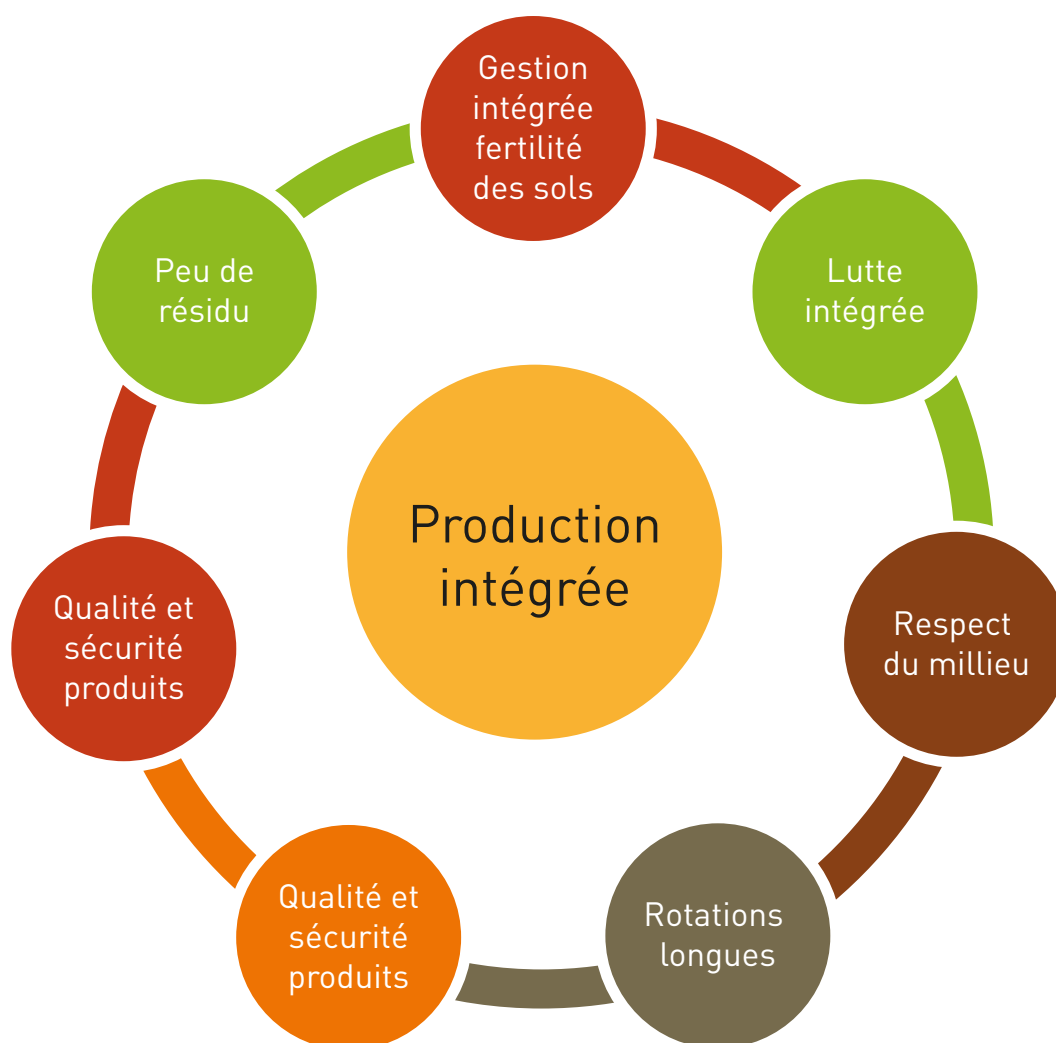 Gestion
intégrée
fertilité
des sols
Lutte
intégrée
Respect
du millieu
Rotations
longues
Qualité et
sécurité
produits
Qualité et
sécurité
produits
Peu de
résidu
Production
intégrée